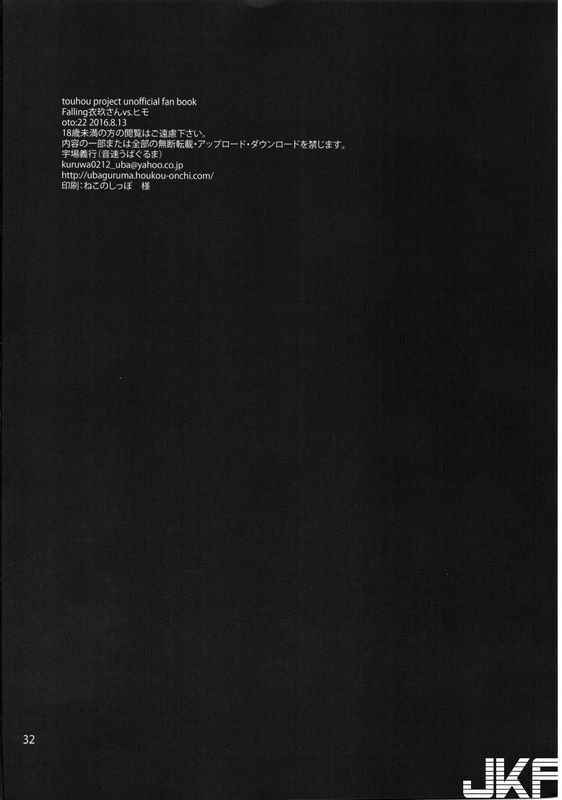 touhou project unofficial fan book
Falling衣玖さんvs.ヒモ
oto:22 2016.8.13
18歳未満の方の閲覧はご遠慮下さい。
内容の一部または全部の無断転載・アップロード・ダウンロードを禁じます。
宇場義行（音速うばぐるま）
kuruwa0212_uba@yahoo.co.jp
http://ubaguruma.houkou-onchi.com/
印刷：ねこのしっぽ　様
32
JKF